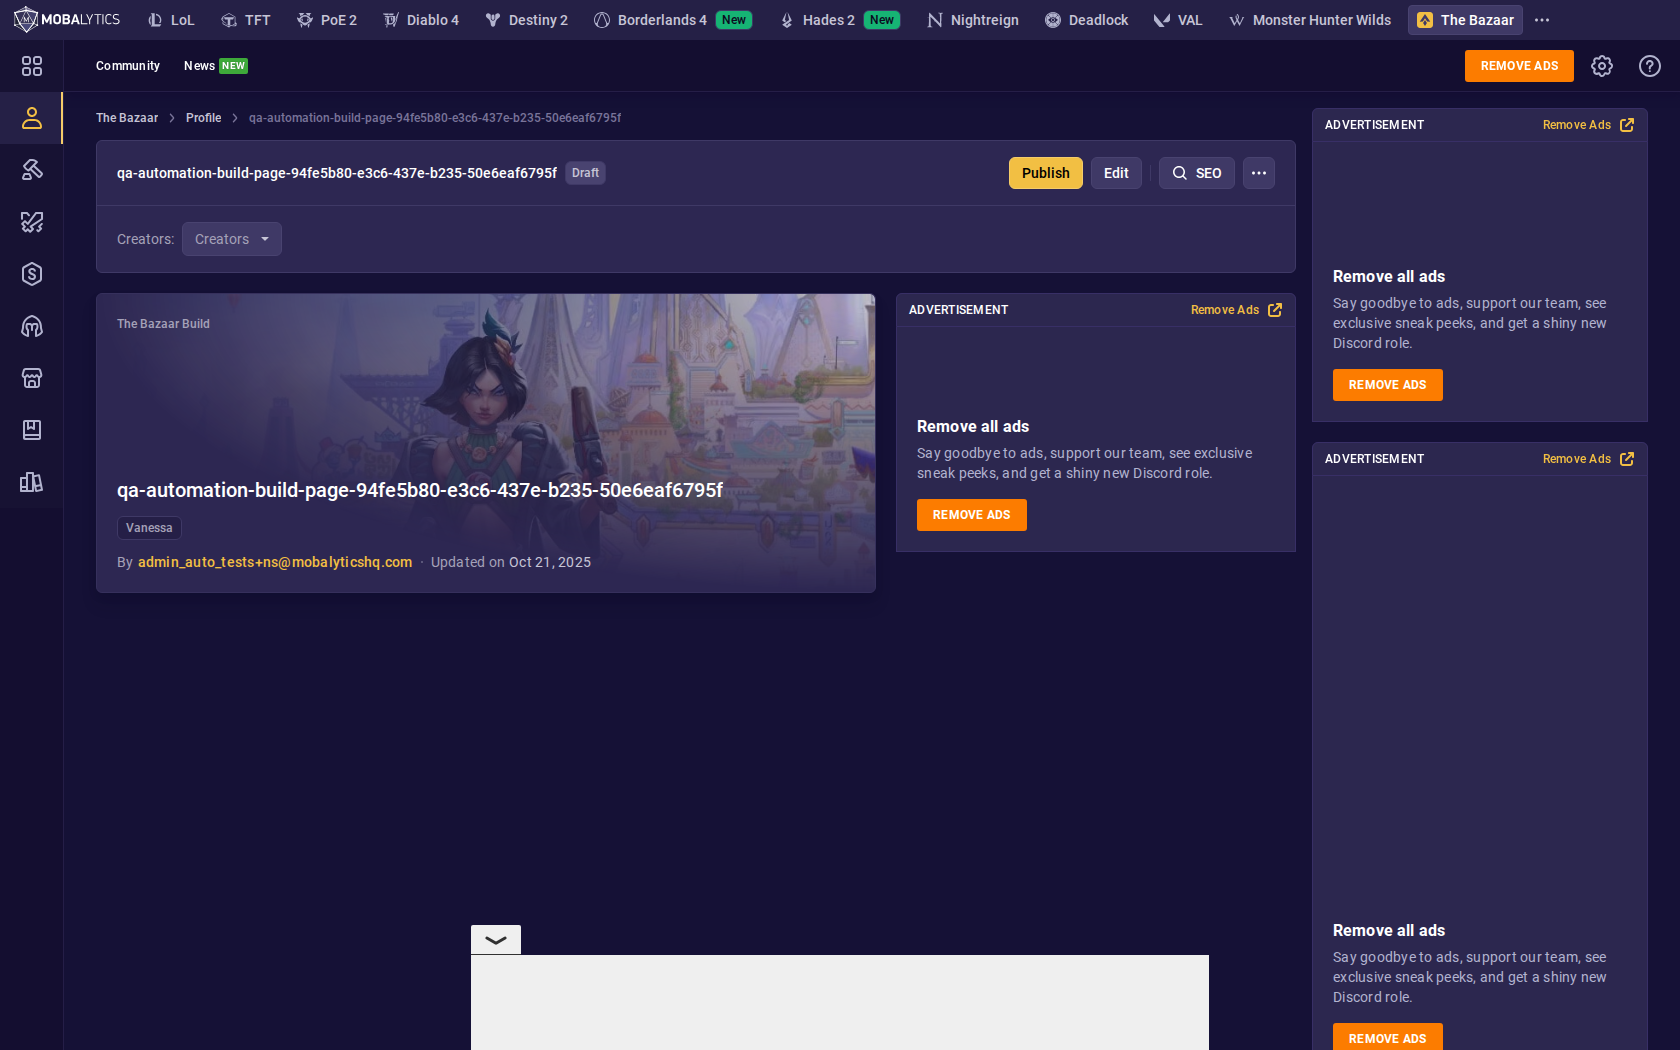 MOBALYTICS
LoL
TFT
PoE 2
Diablo 4
Destiny 2
Borderlands 4 New
Hades 2 New
Nightreign
Deadlock
VAL
Monster Hunter Wilds
The Bazaar
Community
News NEW
REMOVE ADS
The Bazaar
Profile
qa-automation-build-page-94fe5b80-e3c6-437e-b235-50e6eaf6795f
qa-automation-build-page-94fe5b80-e3c6-437e-b235-50e6eaf6795f Draft
Publish
Edit
SEO
Creators: Creators
The Bazaar Build
qa-automation-build-page-94fe5b80-e3c6-437e-b235-50e6eaf6795f
Vanessa
By admin_auto_tests+ns@mobalyticshq.com · Updated on Oct 21, 2025
ADVERTISEMENT Remove Ads
Remove all ads
Say goodbye to ads, support our team, see exclusive
sneak peeks, and get a shiny new Discord role.
REMOVE ADS
ADVERTISEMENT Remove Ads
Remove all ads
Say goodbye to ads, support our team, see
exclusive sneak peeks, and get a shiny new
Discord role.
REMOVE ADS
ADVERTISEMENT Remove Ads
Remove all ads
Say goodbye to ads, support our team, see
exclusive sneak peeks, and get a shiny new
Discord role.
REMOVE ADS